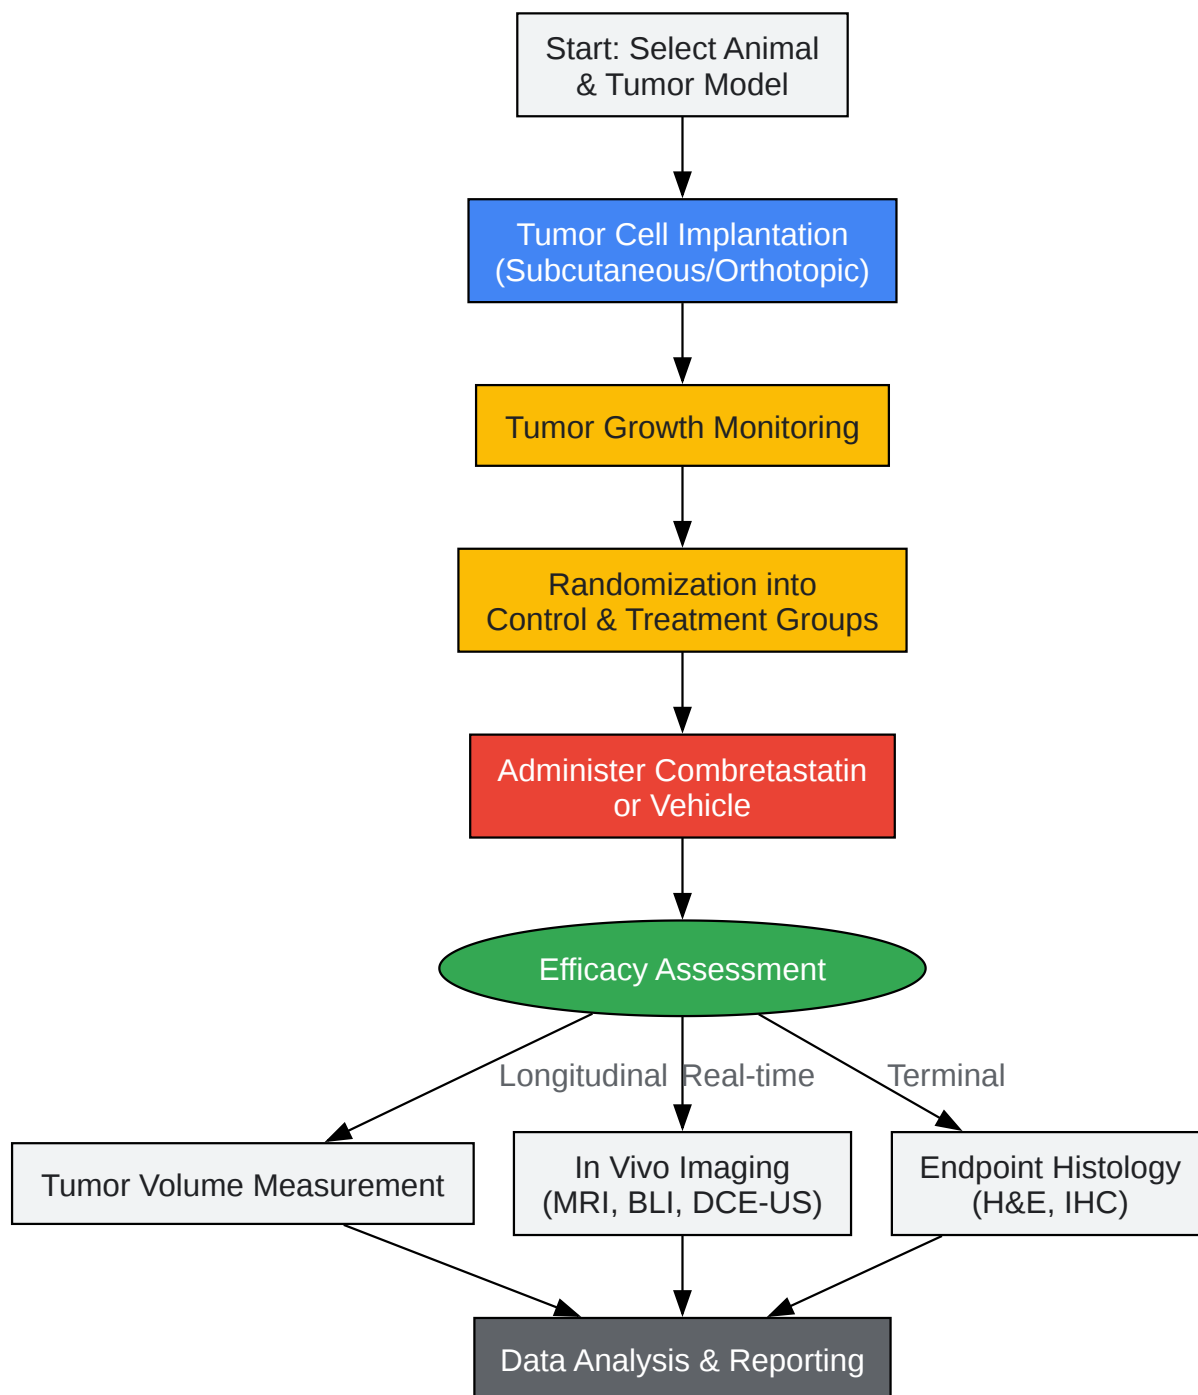 Start: Select Animal
& Tumor Model
Tumor Cell Implantation
(Subcutaneous/Orthotopic)
Tumor Growth Monitoring
Randomization into
Control & Treatment Groups
Administer Combretastatin
or Vehicle
Efficacy Assessment
Longitudinal
Real-time
Terminal
Tumor Volume Measurement
In Vivo Imaging
(MRI, BLI, DCE-US)
Endpoint Histology
(H&E, IHC)
Data Analysis & Reporting